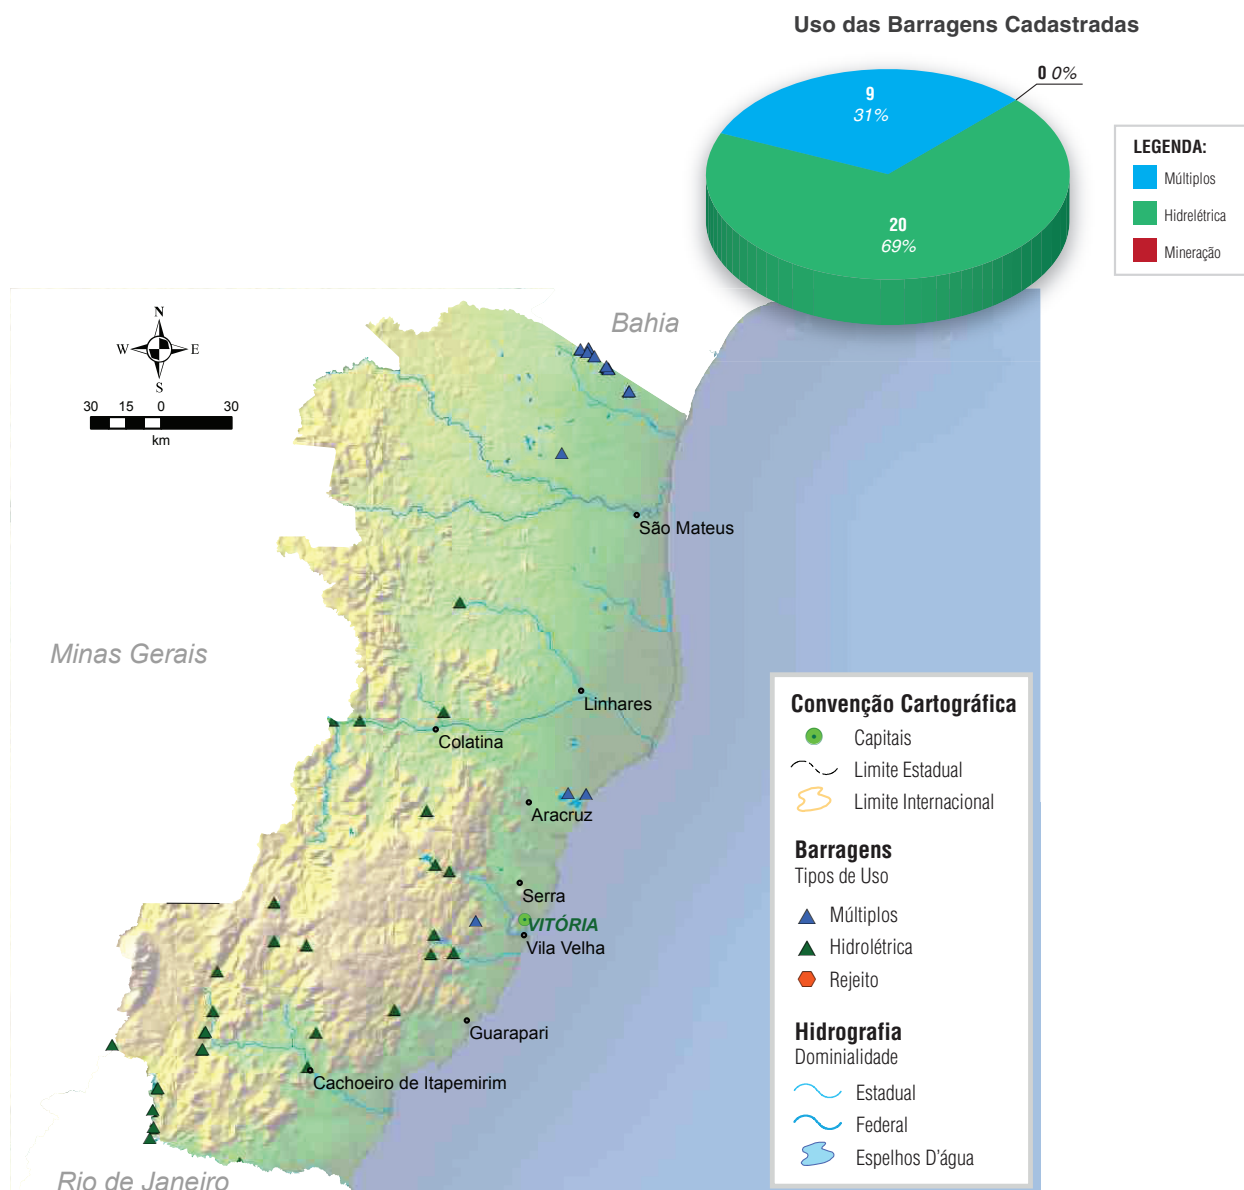 Uso das Barragens Cadastradas
0 0%
9
31%
20
69%
LEGENDA:
Múltiplos
Hidrelétrica
Mineração
Bahia
N
W E
S
30 15 0 30
km
São Mateus
Minas Gerais
Linhares
Colatina
Aracruz
Serra
VITÓRIA
Vila Velha
Guarapari
Cachoeiro de Itapemirim
Rio de Janeiro
Convenção Cartográfica
Capitais
Limite Estadual
Limite Internacional
Barragens
Tipos de Uso
Múltiplos
Hidrolétrica
Rejeito
Hidrografia
Dominialidade
Estadual
Federal
Espelhos D'água